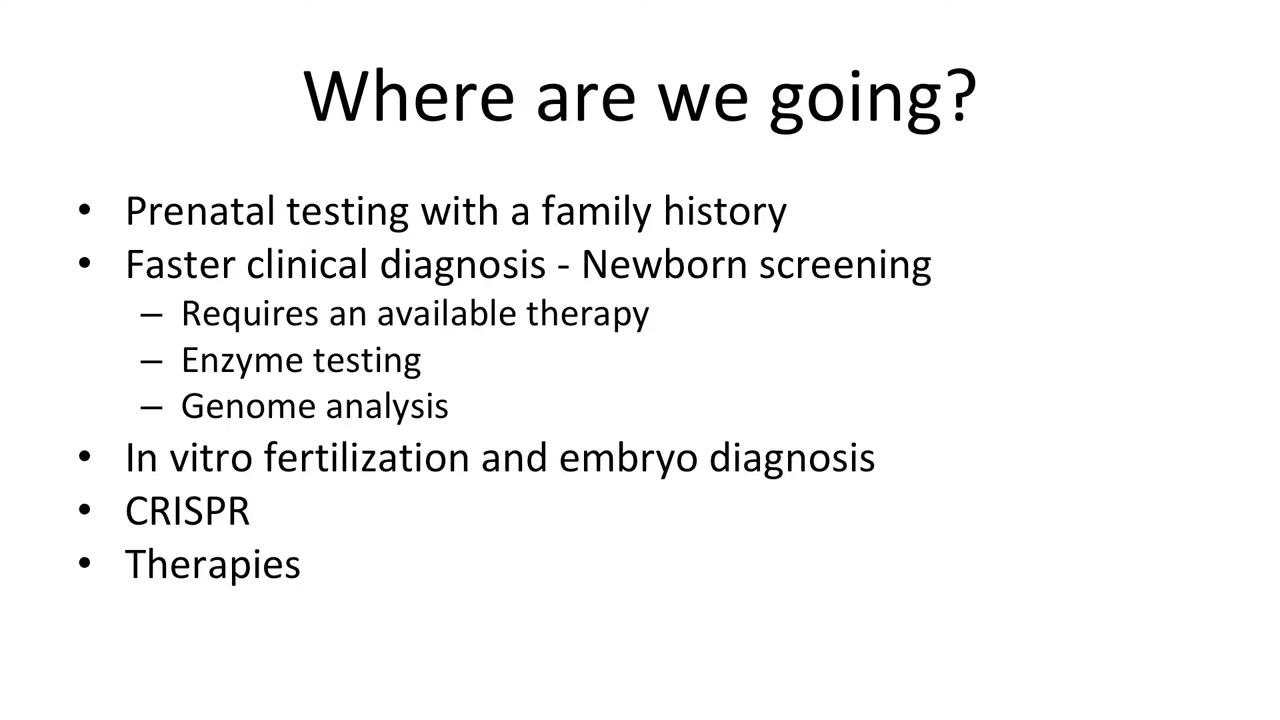 Where are we going?
• Prenatal testing with a family history
• Faster clinical diagnosis - Newborn screening
– Requires an available therapy
– Enzyme testing
– Genome analysis
• In vitro fertilization and embryo diagnosis
• CRISPR
• Therapies